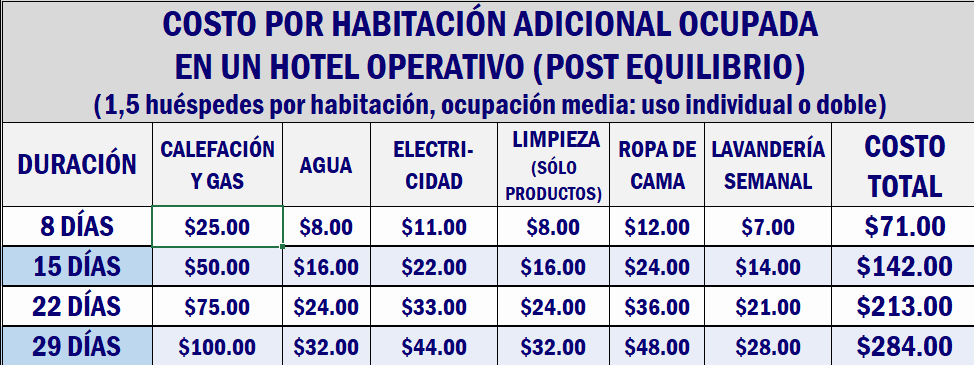 COSTO POR HABITACIÓN ADICIONAL OCUPADA
EN UN HOTEL OPERATIVO (POST EQUILIBRIO)
(1,5 huéspedes por habitación, ocupación media: uso individual o doble)
DURACIÓN
CALEFACIÓN
Y GAS
AGUA
ELECTRI-
CIDAD
LIMPIEZA
(SÓLO
PRODUCTOS)
ROPA DE
CAMA
LAVANDERÍA
SEMANAL
COSTO
TOTAL
8 DÍAS $25.00 $8.00 $11.00 $8.00 $12.00 $7.00 $71.00
15 DÍAS $50.00 $16.00 $22.00 $16.00 $24.00 $14.00 $142.00
22 DÍAS $75.00 $24.00 $33.00 $24.00 $36.00 $21.00 $213.00
29 DÍAS $100.00 $32.00 $44.00 $32.00 $48.00 $28.00 $284.00